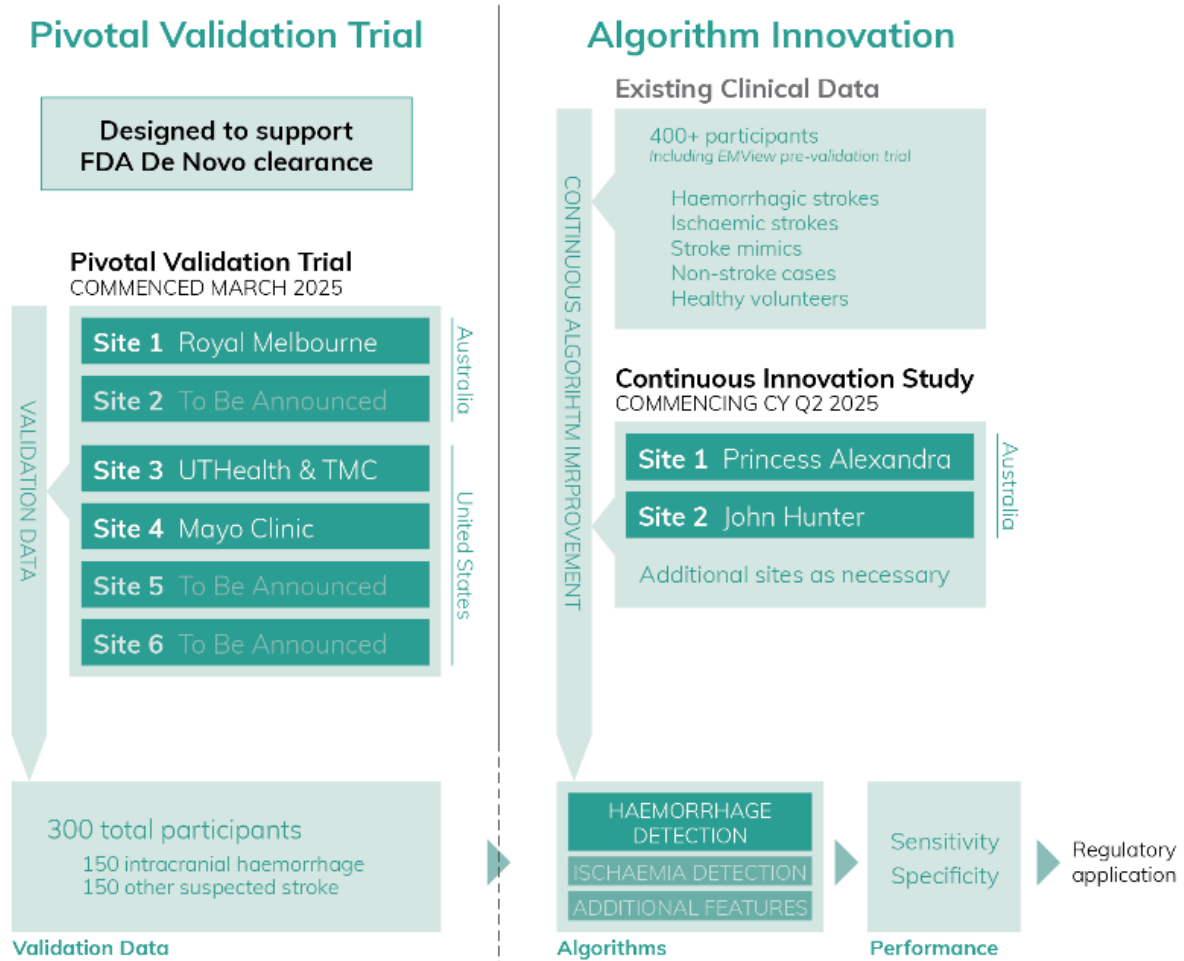 Pivotal Validation Trial
Designed to support
FDA De Novo clearance
Pivotal Validation Trial
COMMENCED MARCH 2025
VALIDATION DATA
Site 1 Royal Melbourne
Site 2 To Be Announced
Australia
Site 3 UTHealth & TMC
Site 4 Mayo Clinic
Site 5 To Be Announced
Site 6 To Be Announced
United States
300 total participants
150 intracranial haemorrhage
150 other suspected stroke
Validation Data
Algorithm Innovation
Existing Clinical Data
CONTINUOUS ALGORIHTM IMRPROVEMENT
400+ participants
Including EMView pre-validation trial
Haemorrhagic strokes
Ischaemic strokes
Stroke mimics
Non-stroke cases
Healthy volunteers
Continuous Innovation Study
COMMENCING CY Q2 2025
Site 1 Princess Alexandra
Site 2 John Hunter
Australia
Additional sites as necessary
HAEMORRHAGE
DETECTION
ISCHAEMIA DETECTION
ADDITIONAL FEATURES
Algorithms
Sensitivity
Specificity
Performance
Regulatory
application